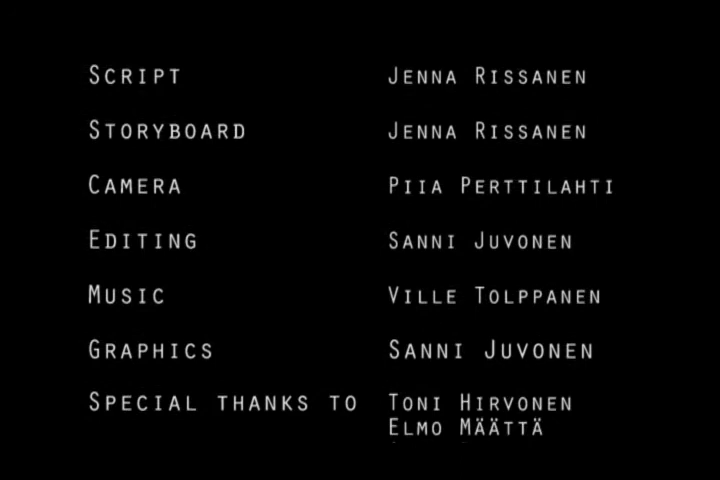 Script Jenna Rissanen
Storyboard Jenna Rissanen
Camera Piia Perttilahti
Editing Sanni Juvonen
Music Ville Tolppanen
Graphics Sanni Juvonen
Special thanks to Toni Hirvonen
Elmo Määttä